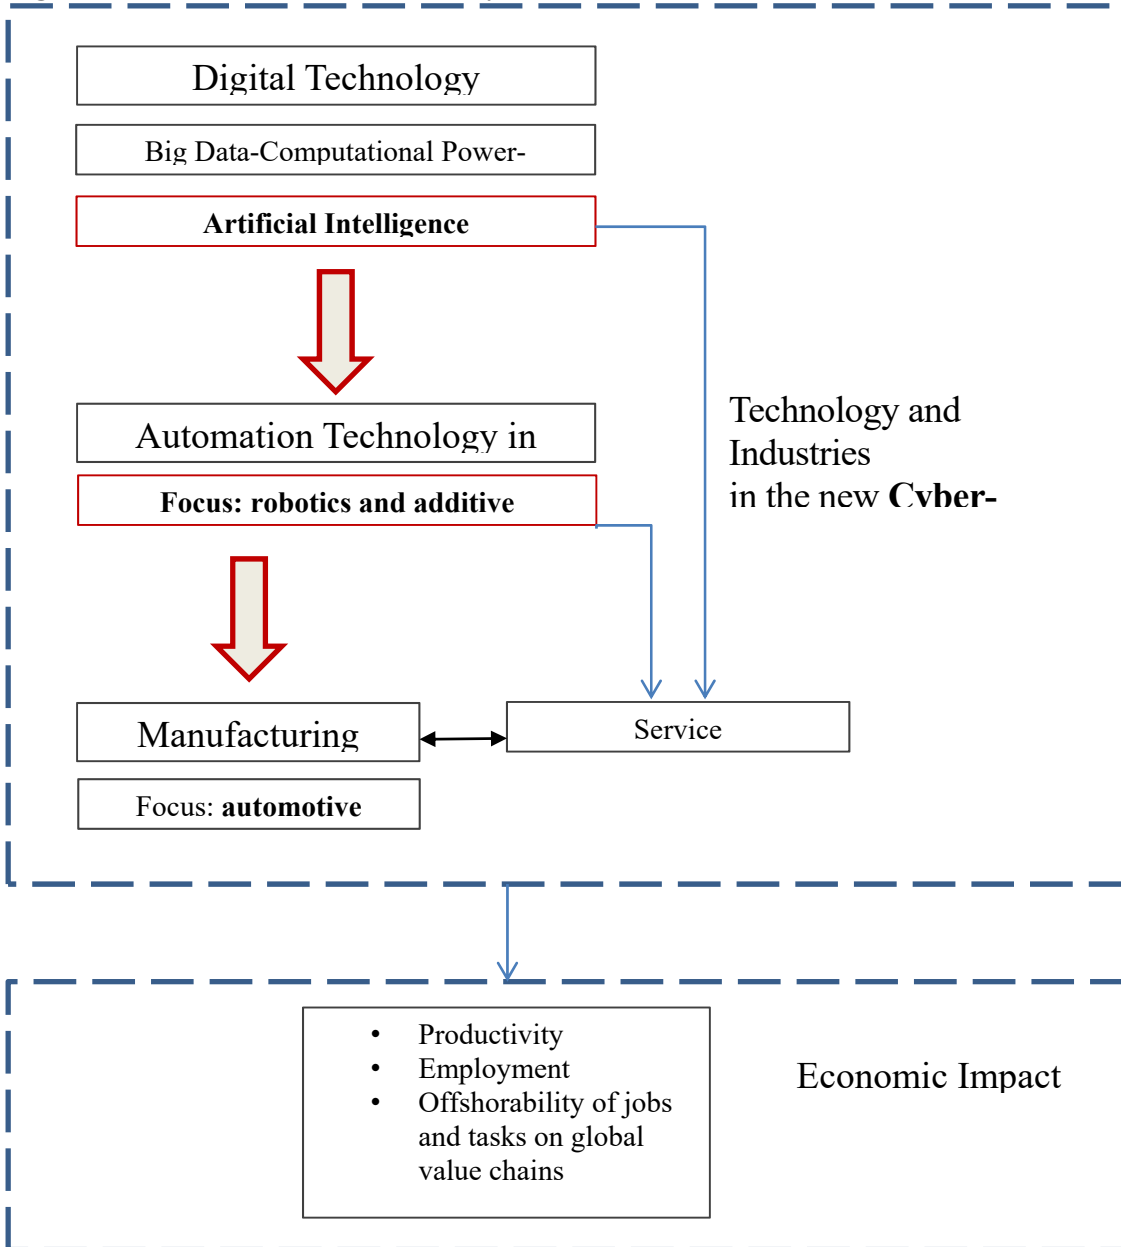 Digital Technology
Big Data-Computational Power-
Artificial Intelligence
Automation Technology in
Focus: robotics and additive
Technology and
Industries
in the new Cyber-
Manufacturing
Service
Focus: automotive
• Productivity
• Employment
• Offshorability of jobs
and tasks on global
value chains
Economic Impact